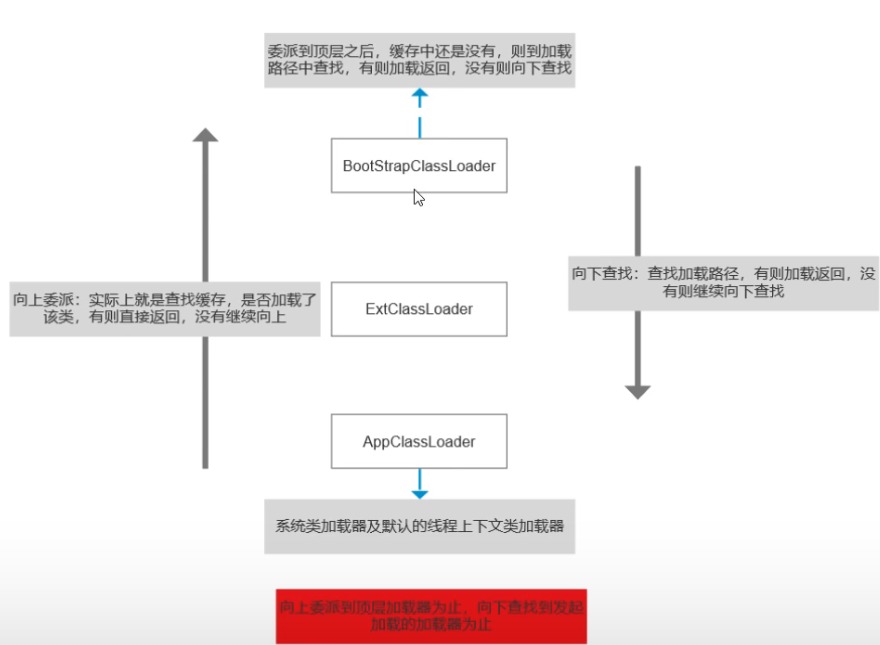 委派到顶层之后，缓存中还是没有，则到加载
路径中查找，有则加载返回，没有则向下查找
BootStrapClassLoader
向下查找：查找加载路径，有则加载返回，没
有则继续向下查找
向上委派：实际上就是查找缓存，是否加载了
该类，有则直接返回，没有继续向上
ExtClassLoader
AppClassLoader
系统类加载器及默认的线程上下文类加载器
向上委派到顶层加载器为止，向下查找到发起
加载的加载器为止